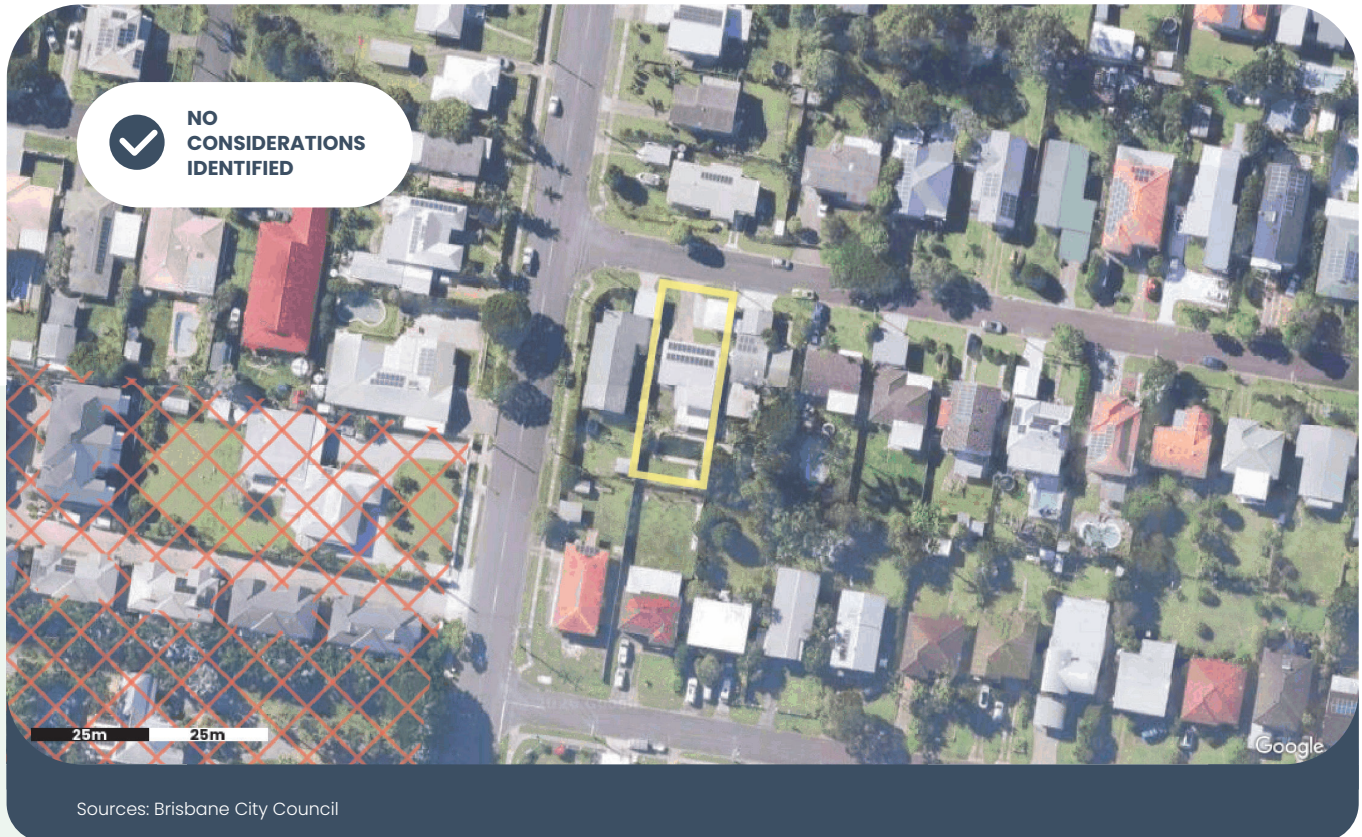 NO
CONSIDERATIONS
IDENTIFIED
25m 25m
Google
Sources: Brisbane City Council